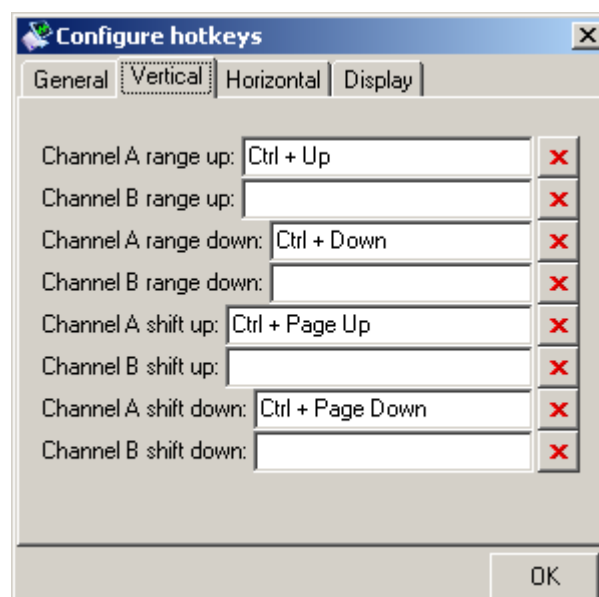 Configure hotkeys
General Vertical Horizontal Display
Channel A range up: Ctrl + Up
Channel B range up:
Channel A range down: Ctrl + Down
Channel B range down:
Channel A shift up: Ctrl + Page Up
Channel B shift up:
Channel A shift down: Ctrl + Page Down
Channel B shift down:
OK